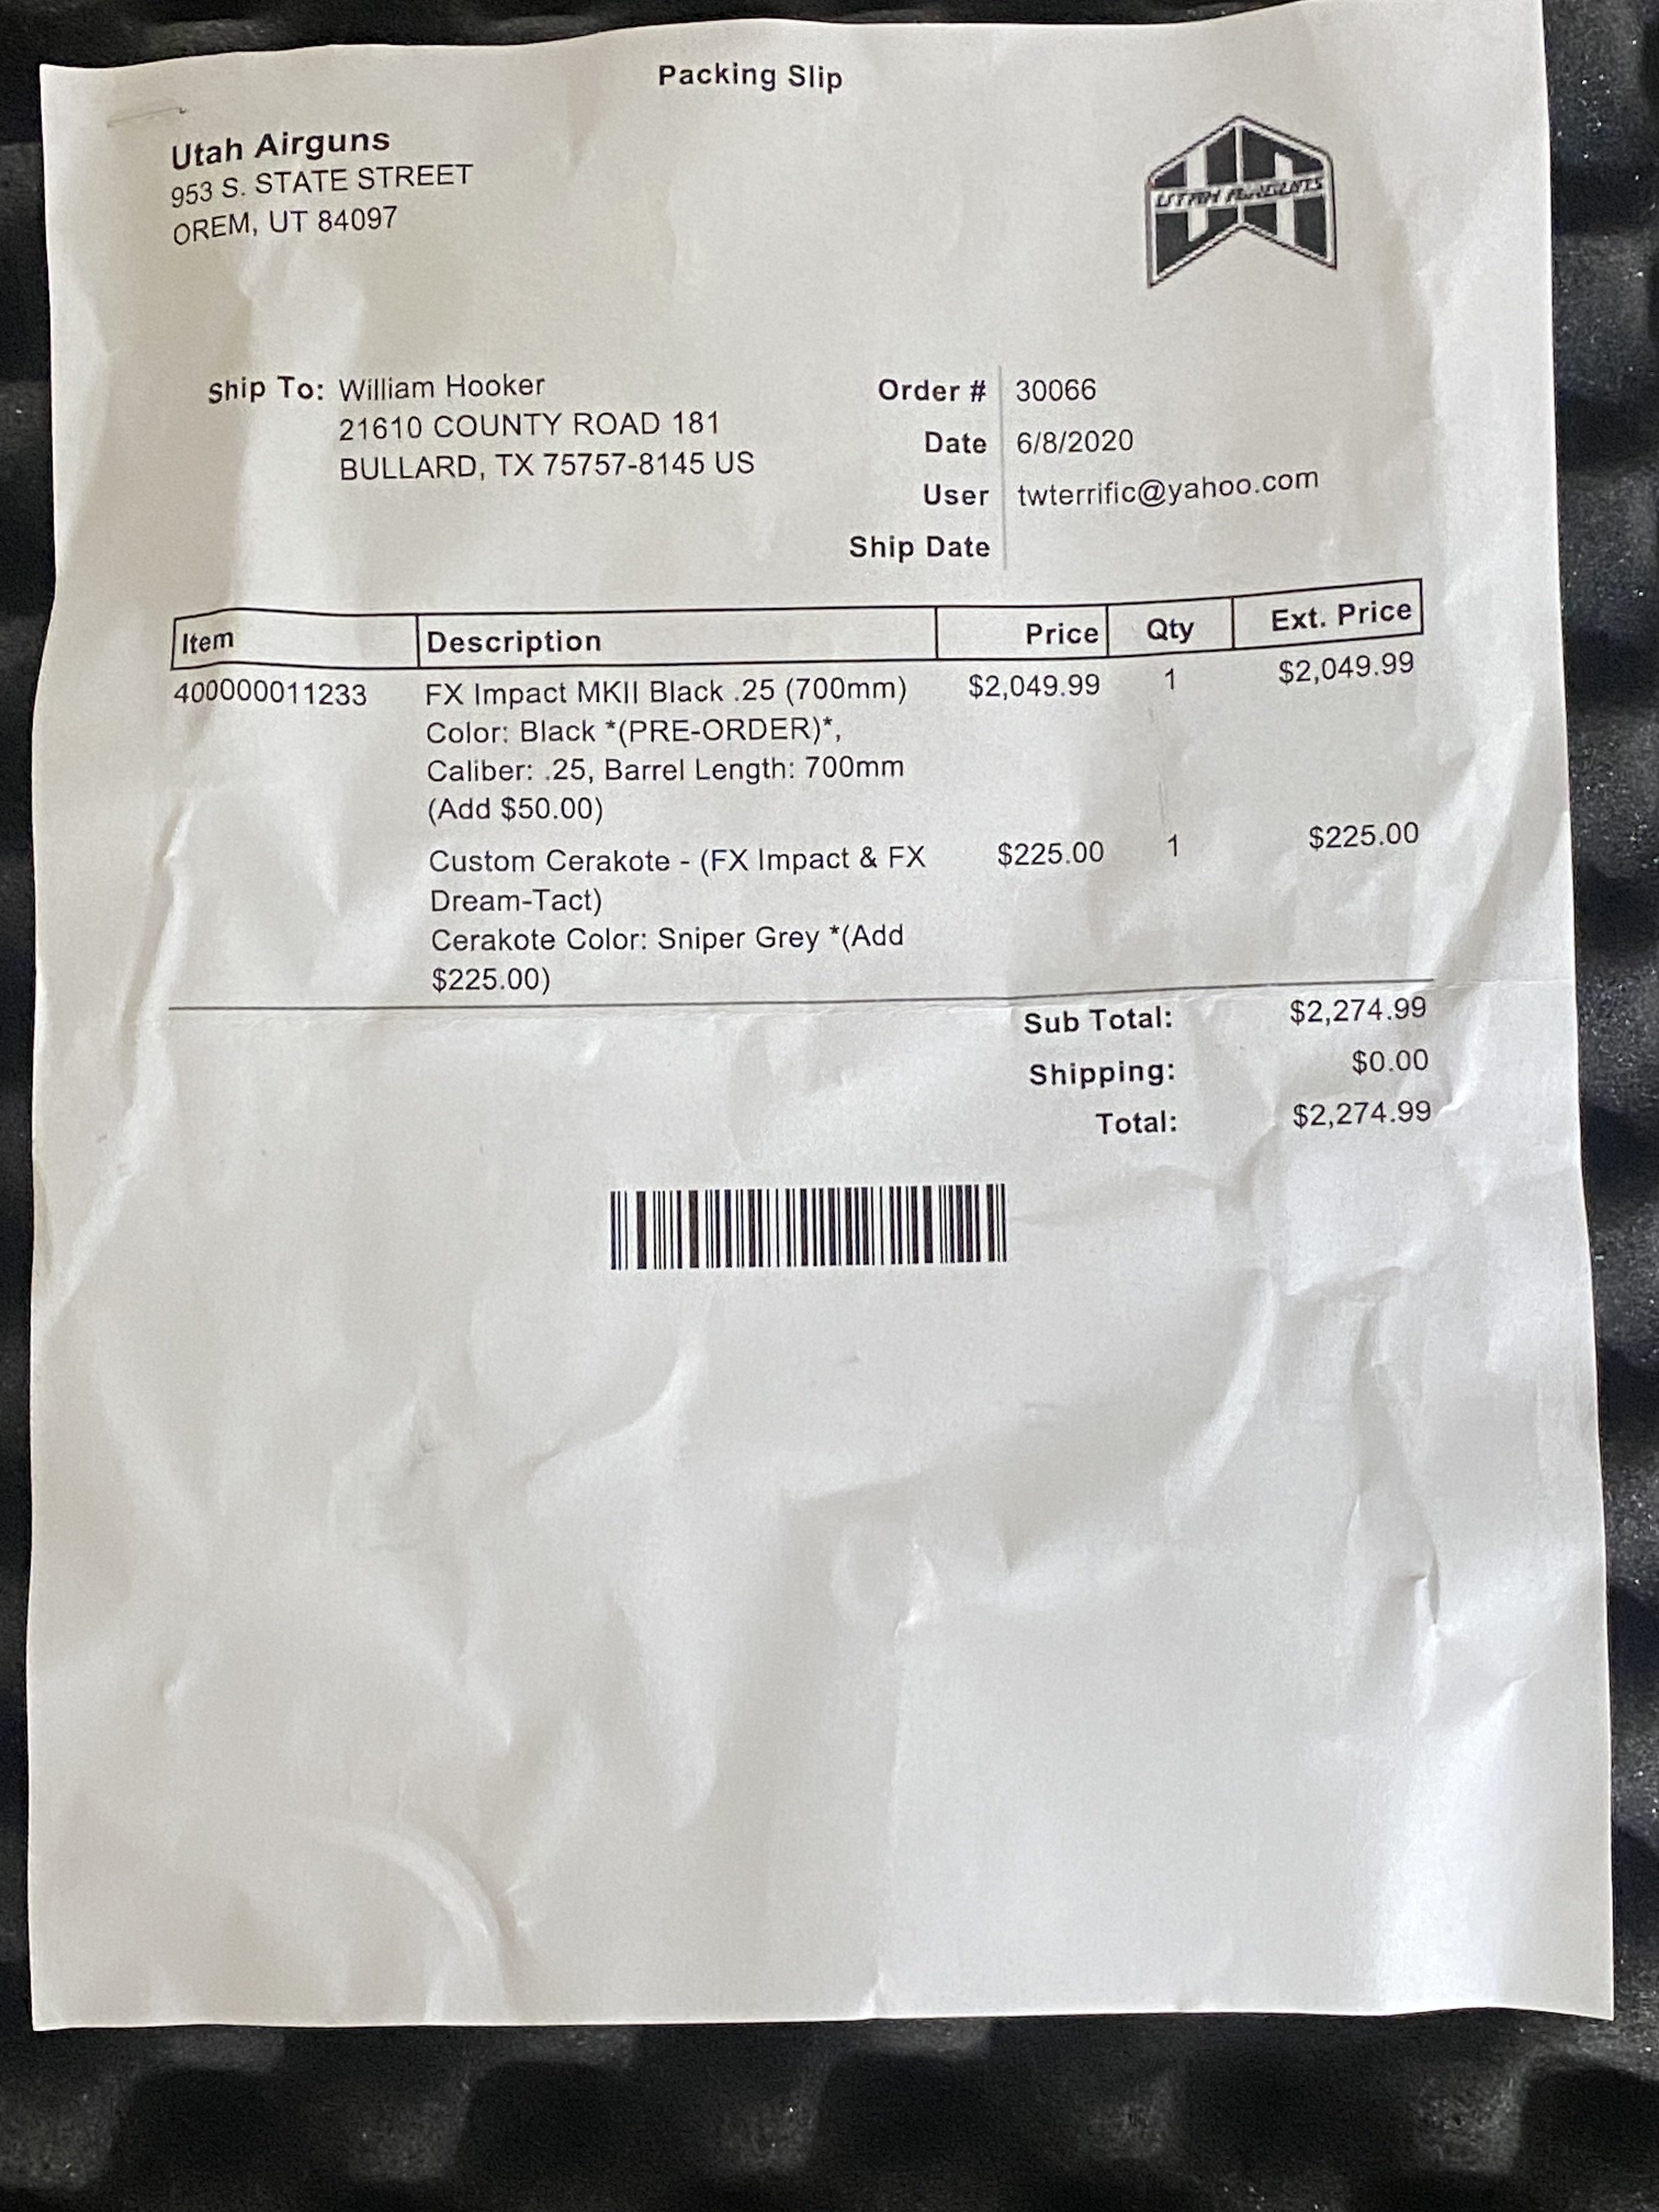 Packing Slip
Utah Airguns
953 S. STATE STREET
OREM, UT 84097
UTAH AIRGUNS
Ship To: William Hooker
21610 COUNTY ROAD 181
BULLARD, TX 75757-8145 US
Order # 30066
Date 6/8/2020
User twterrific@yahoo.com
Ship Date
Item Description Price Qty Ext. Price
400000011233 FX Impact MKII Black .25 (700mm) $2,049.99 1 $2,049.99
Color: Black *(PRE-ORDER)*,
Caliber: .25, Barrel Length: 700mm
(Add $50.00)
Custom Cerakote - (FX Impact & FX $225.00 1 $225.00
Dream-Tact)
Cerakote Color: Sniper Grey *(Add
$225.00)
Sub Total: $2,274.99
Shipping: $0.00
Total: $2,274.99